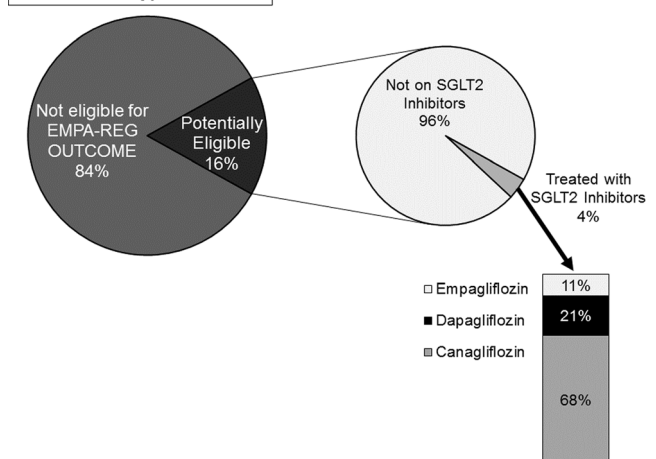 Not eligible for
EMPA-REG
OUTCOME
84%
Potentially
Eligible
16%
Not on SGLT2
Inhibitors
96%
Treated with
SGLT2 Inhibitors
4%
Empagliflozin
Dapagliflozin
Canagliflozin
11%
21%
68%